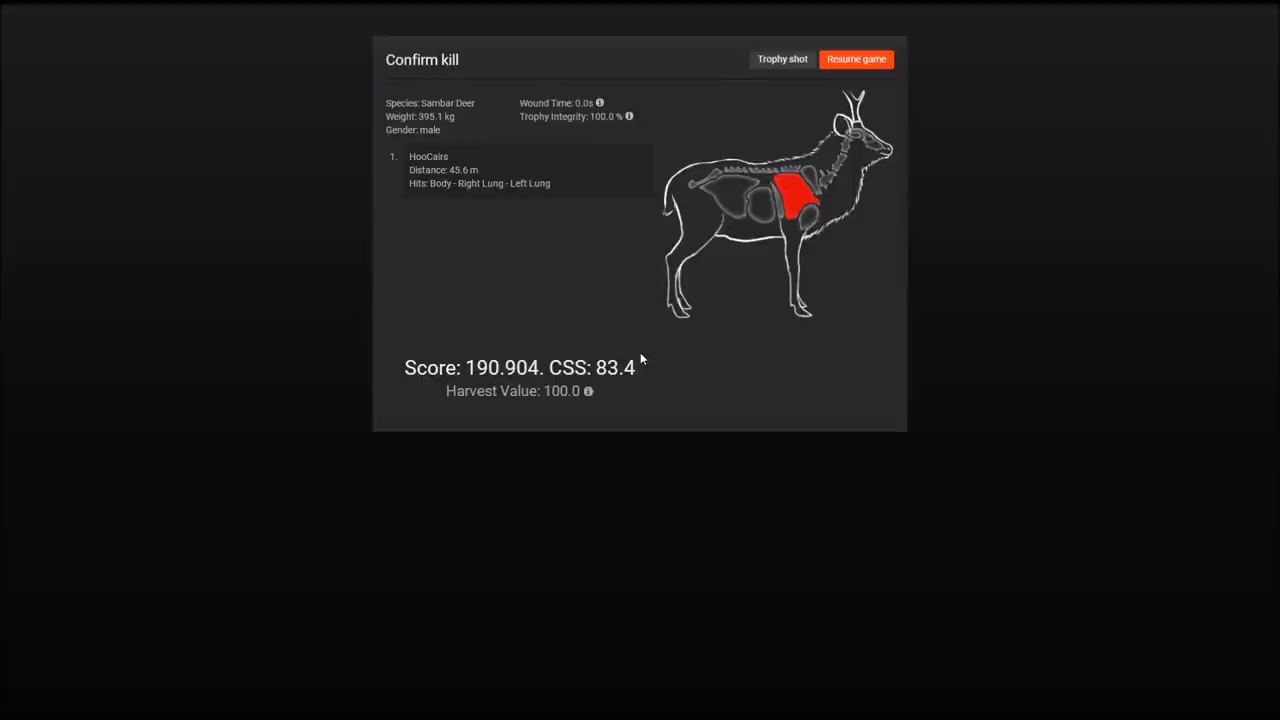 Confirm kill
Trophy shot
Resume game
Species: Sambar Deer
Weight: 395.1 kg
Gender: male
Wound Time: 0.0s
Trophy Integrity: 100.0 %
1. HooCairs
Distance: 45.6 m
Hits: Body - Right Lung - Left Lung
Score: 190.904. CSS: 83.4
Harvest Value: 100.0